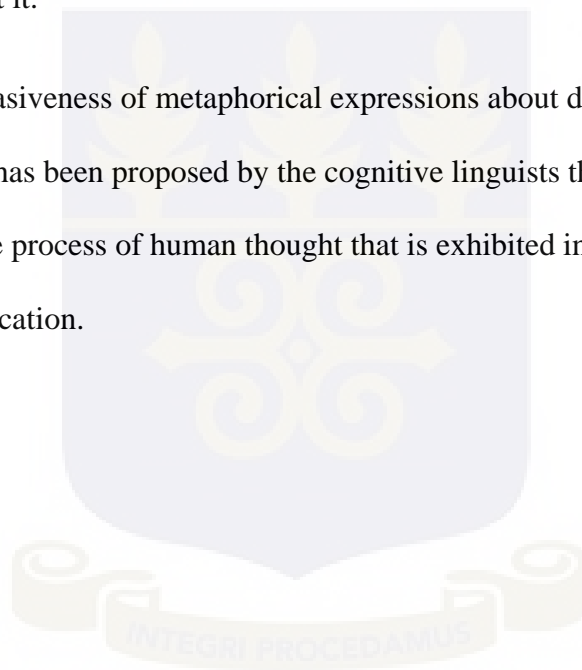 t it.
asiveness of metaphorical expressions about d
has been proposed by the cognitive linguists th
e process of human thought that is exhibited in
cation.
INTEGRI PROCEDAMUS